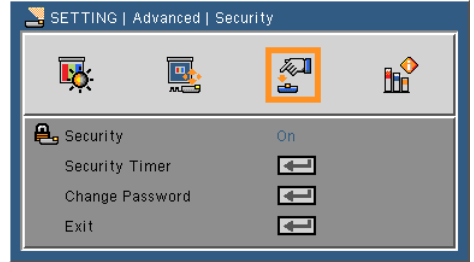 SETTING | Advanced | Security
Security On
Security Timer
Change Password
Exit